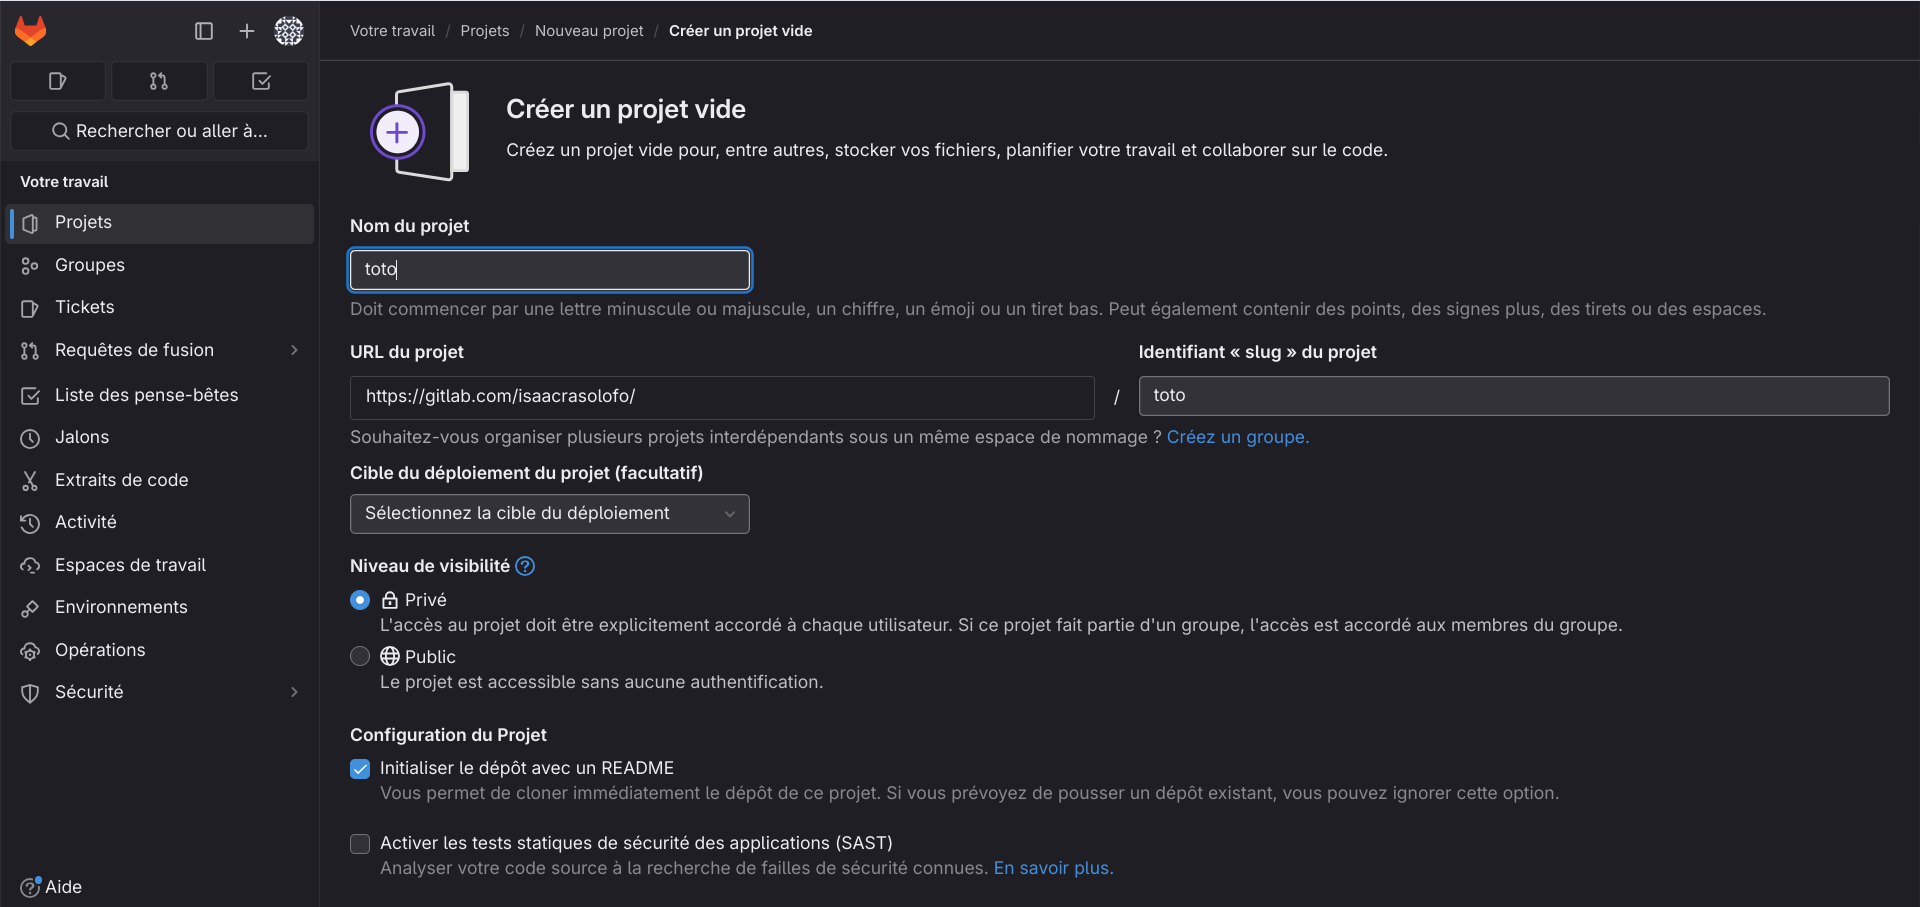 Votre travail / Projets / Nouveau projet / Créer un projet vide
Rechercher ou aller à...
Votre travail
Projets
Groupes
Tickets
Requêtes de fusion
Liste des pense-bêtes
Jalons
Extraits de code
Activité
Espaces de travail
Environnements
Opérations
Sécurité
Aide
Créer un projet vide
Créez un projet vide pour, entre autres, stocker vos fichiers, planifier votre travail et collaborer sur le code.
Nom du projet
toto
Doit commencer par une lettre minuscule ou majuscule, un chiffre, un émoji ou un tiret bas. Peut également contenir des points, des signes plus, des tirets ou des espaces.
URL du projet
https://gitlab.com/isaacrasolofo/
/
Identifiant « slug » du projet
toto
Souhaitez-vous organiser plusieurs projets interdépendants sous un même espace de nommage ? Créez un groupe.
Cible du déploiement du projet (facultatif)
Sélectionnez la cible du déploiement
Niveau de visibilité ?
Privé
L'accès au projet doit être explicitement accordé à chaque utilisateur. Si ce projet fait partie d'un groupe, l'accès est accordé aux membres du groupe.
Public
Le projet est accessible sans aucune authentification.
Configuration du Projet
Initialiser le dépôt avec un README
Vous permet de cloner immédiatement le dépôt de ce projet. Si vous prévoyez de pousser un dépôt existant, vous pouvez ignorer cette option.
Activer les tests statiques de sécurité des applications (SAST)
Analyser votre code source à la recherche de failles de sécurité connues. En savoir plus.